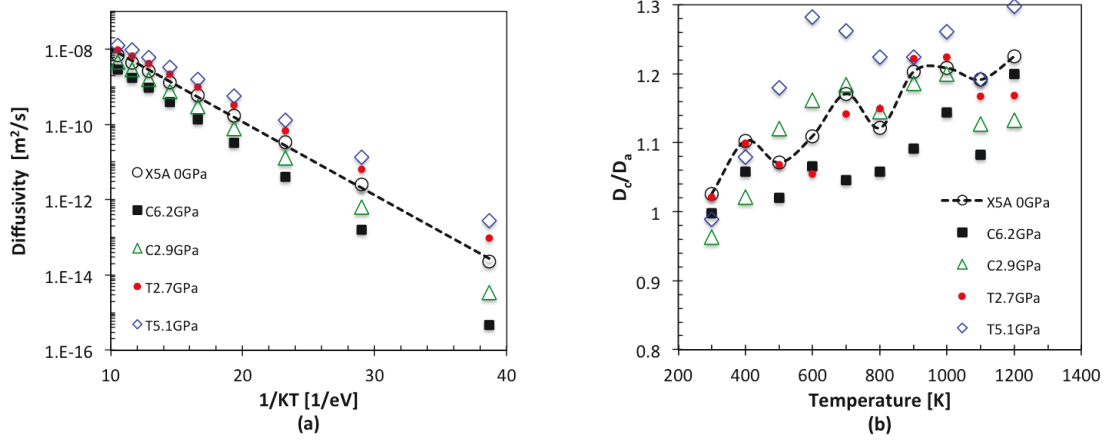 1.E-08
1.E-10
1.E-12
1.E-14
1.E-16
Diffusivity [m²/s]
X5A 0GPa
C6.2GPa
C2.9GPa
T2.7GPa
T5.1GPa
10 20 30 40
1/KT [1/eV]
(a)
1.3
1.2
1.1
1
0.9
0.8
D_c/D_a
X5A 0GPa
C6.2GPa
C2.9GPa
T2.7GPa
T5.1GPa
200 400 600 800 1000 1200 1400
Temperature [K]
(b)